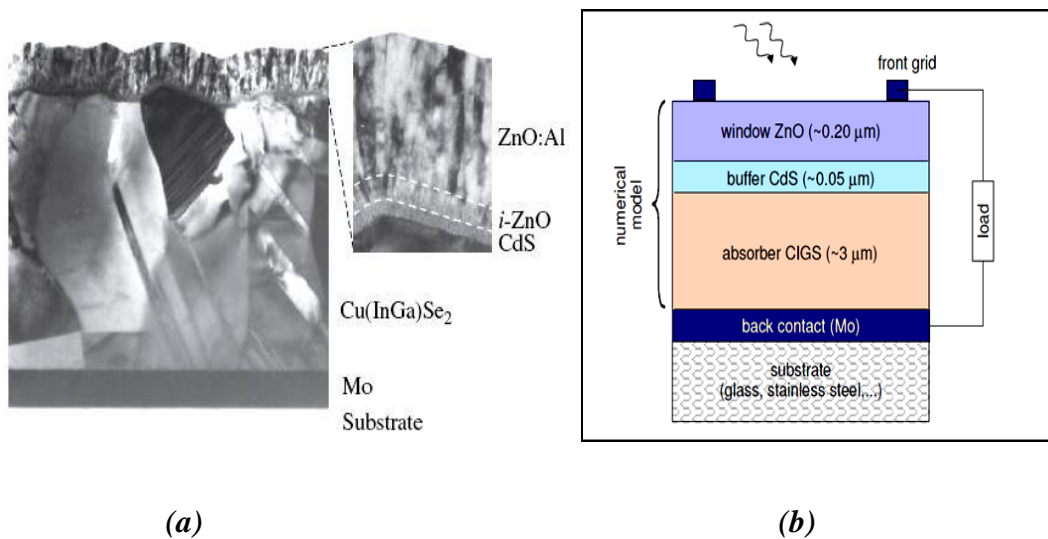 ZnO:Al
i-ZnO
CdS
Cu(InGa)Se2
Mo
Substrate
(a)
front grid
window ZnO (~0.20 μm)
buffer CdS (~0.05 μm)
absorber CIGS (~3 μm)
back contact (Mo)
substrate
(glass, stainless steel,...)
numerical
model
load
(b)